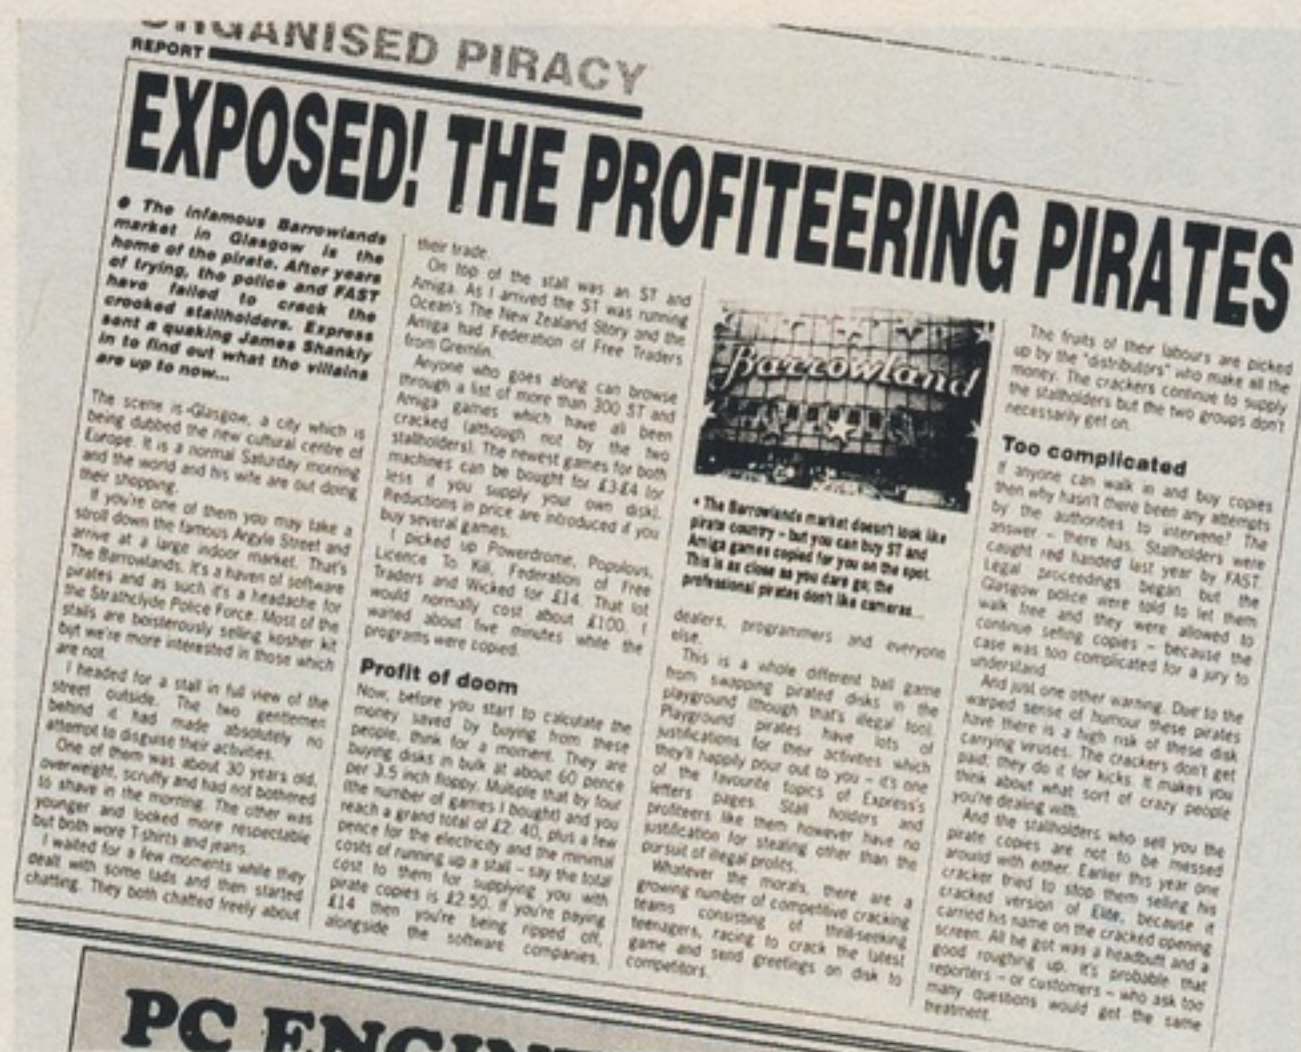 ORGANISED PIRACY
REPORT
EXPOSED! THE PROFITEERING PIRATES
• The infamous Barrowlands
market in Glasgow is the
home of the pirate. After years
of trying, the police and FAST
have failed to crack the
crooked stallholders. Express
sent a quaking James Shankly
in to find out what the villains
are up to now...
The scene is Glasgow, a city which is
being dubbed the new cultural centre of
Europe. It is a normal Saturday morning
and the world and his wife are out doing
their shopping.
If you're one of them you may take a
stroll down the famous Argyle Street and
arrive at a large indoor market. That's
The Barrowlands. It's a haven of software
pirates and as such it's a headache for
the Strathclyde Police Force. Most of the
stalls are boisterously selling kosher kit
but we're more interested in those which
are not.
I headed for a stall in full view of the
street outside. The two gentlemen
behind it had made absolutely no
attempt to disguise their activities.
One of them was about 30 years old,
overweight, scruffy and had not bothered
to shave in the morning. The other was
younger and looked more respectable
but both wore T-shirts and jeans.
I waited for a few moments while they
dealt with some lads and then started
chatting. They both chatted freely about
their trade.
On top of the stall was an ST and
Amiga. As I arrived the ST was running
Ocean's The New Zealand Story and the
Amiga had Federation of Free Traders
from Gremlin.
Anyone who goes along can browse
through a list of more than 300 ST and
Amiga games which have all been
cracked (although not by the two
stallholders). The newest games for both
machines can be bought for £3-£4 (or
less if you supply your own disk).
Reductions in price are introduced if you
buy several games.
I picked up Powerdrome, Populous,
Licence To Kill, Federation of Free
Traders and Wicked for £14. That lot
would normally cost about £100. I
waited about five minutes while the
programs were copied.
Profit of doom
Now, before you start to calculate the
money saved by buying from these
people, think for a moment. They are
buying disks in bulk at about 60 pence
per 3.5 inch floppy. Multiple that by four
(the number of games I bought) and you
reach a grand total of £2.40, plus a few
pence for the electricity and the minimal
costs of running up a stall – say the total
cost to them for supplying you with
pirate copies is £2.50. If you're paying
£14 then you're being ripped off,
alongside the software companies,
Barrowland
• The Barrowlands market doesn't look like
pirate country – but you can buy ST and
Amiga games copied for you on the spot.
This is as close as you dare go; the
professional pirates don't like cameras...
dealers, programmers and everyone
else.
This is a whole different ball game
from swapping pirated disks in the
playground (though that's illegal too).
Playground pirates have lots of
justifications for their activities which
they'll happily pour out to you – it's one
of the favourite topics of Express's
letters pages. Stall holders and
profiteers like them however have no
justification for stealing other than the
pursuit of illegal profits.
Whatever the morals, there are a
growing number of competitive cracking
teams consisting of thrill-seeking
teenagers, racing to crack the latest
game and send greetings on disk to
competitors.
The fruits of their labours are picked
up by the "distributors" who make all the
money. The crackers continue to supply
the stallholders but the two groups don't
necessarily get on.
Too complicated
If anyone can walk in and buy copies
then why hasn't there been any attempts
by the authorities to intervene? The
answer – there has. Stallholders were
caught red handed last year by FAST.
Legal proceedings began but the
Glasgow police were told to let them
walk free and they were allowed to
continue selling copies – because the
case was too complicated for a jury to
understand.
And just one other warning. Due to the
warped sense of humour these pirates
have there is a high risk of these disk
carrying viruses. The crackers don't get
paid; they do it for kicks. It makes you
think about what sort of crazy people
you're dealing with.
And the stallholders who sell you the
pirate copies are not to be messed
around with either. Earlier this year one
cracker tried to stop them selling his
cracked version of Elite, because it
carried his name on the cracked opening
screen. All he got was a headbutt and a
good roughing up. It's probable that
reporters – or customers – who ask too
many questions would get the same
treatment.
PC ENGINE